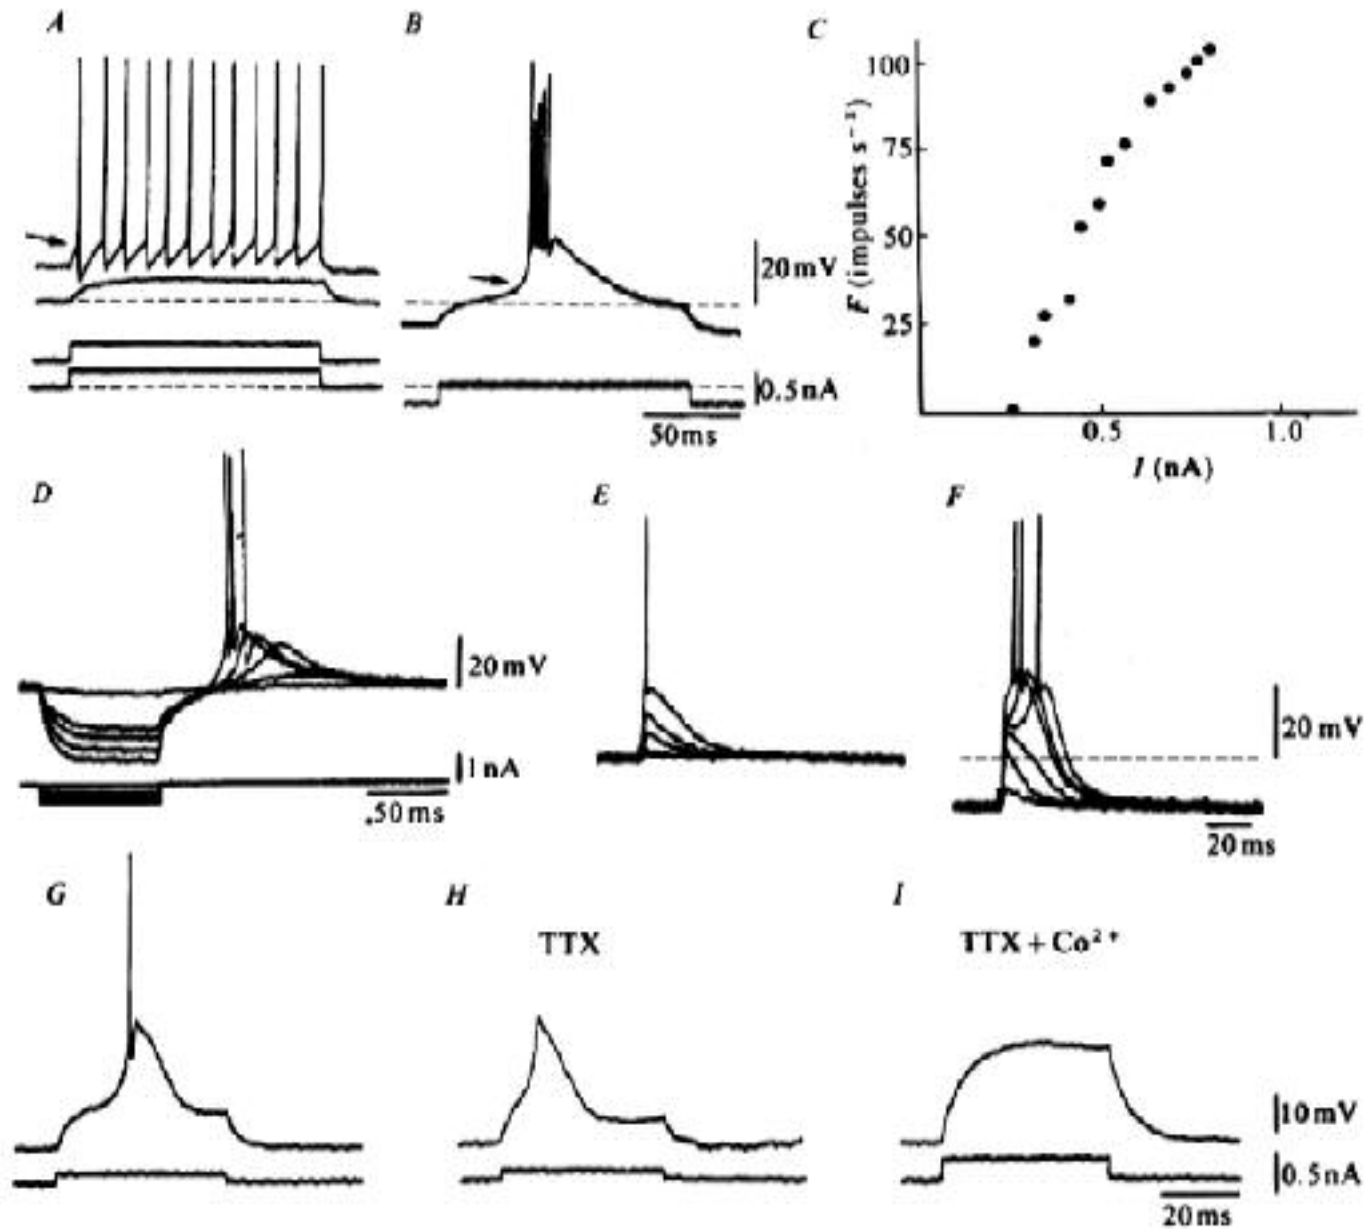 A
B
C
100
75
50
25
F (impulses s⁻¹)
20 mV
0.5 nA
50 ms
0.5
1.0
I (nA)
D
E
F
20 mV
1 nA
50 ms
20 mV
20 ms
G
H
I
TTX
TTX + Co²⁺
10 mV
0.5 nA
20 ms